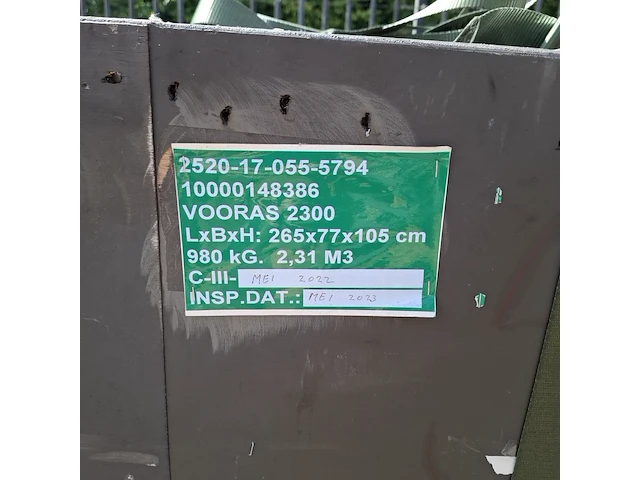 2520-17-055-5794
10000148386
VOORAS 2300
LxBxH: 265x77x105 cm
980 kG. 2,31 M3
C-III- MEI 2022
INSP.DAT.: MEI 2023